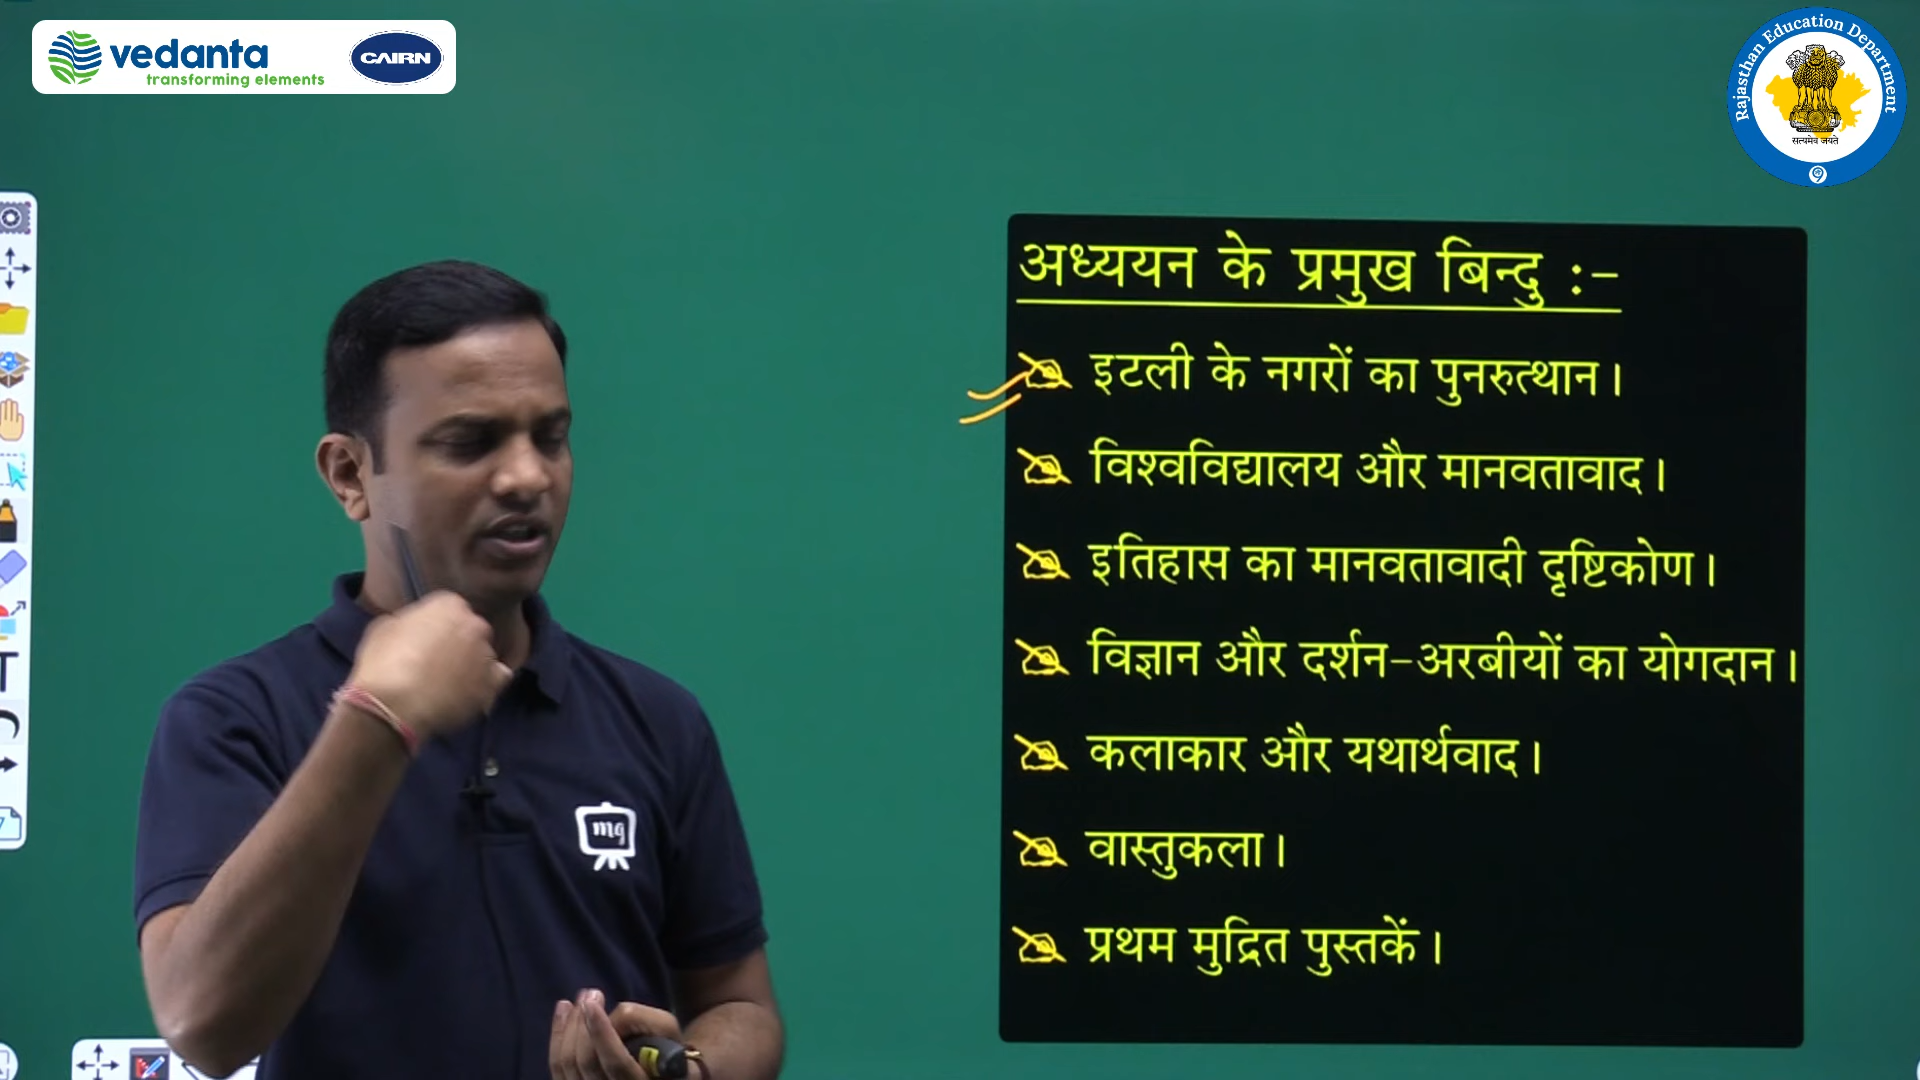 vedanta
transforming elements
CAIRN
Rajasthan Education Department
सत्यमेव जयते
अध्ययन के प्रमुख बिन्दु :-
इटली के नगरों का पुनरुत्थान।
विश्वविद्यालय और मानवतावाद।
इतिहास का मानवतावादी दृष्टिकोण।
विज्ञान और दर्शन-अरबीयों का योगदान।
कलाकार और यथार्थवाद।
वास्तुकला।
प्रथम मुद्रित पुस्तकें।
mg